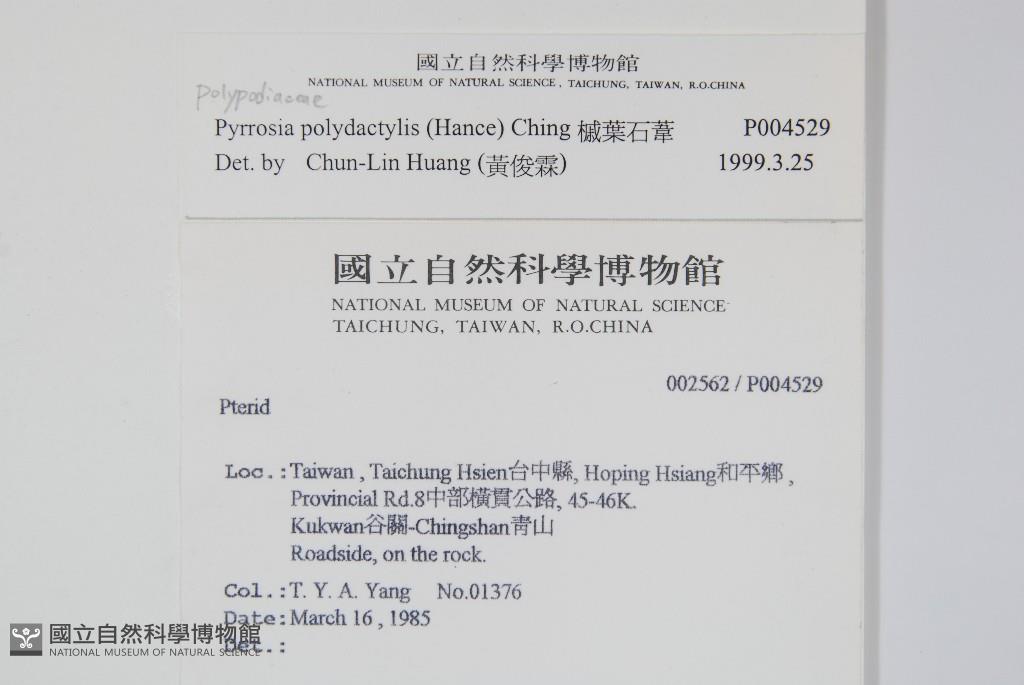 國立自然科學博物館
NATIONAL MUSEUM OF NATURAL SCIENCE, TAICHUNG, TAIWAN, R.O.CHINA
polypodiaceae
Pyrrosia polydactylis (Hance) Ching 槭葉石葦 P004529
Det. by Chun-Lin Huang (黃俊霖) 1999.3.25
國立自然科學博物館
NATIONAL MUSEUM OF NATURAL SCIENCE
TAICHUNG, TAIWAN, R.O.CHINA
002562 / P004529
Pterid
Loc.: Taiwan , Taichung Hsien台中縣, Hoping Hsiang和平鄉 ,
Provincial Rd.8中部橫貫公路, 45-46K.
Kukwan谷關-Chingshan青山
Roadside, on the rock.
Col.: T. Y. A. Yang No.01376
Date: March 16 , 1985
Det.:
國立自然科學博物館
NATIONAL MUSEUM OF NATURAL SCIENCE